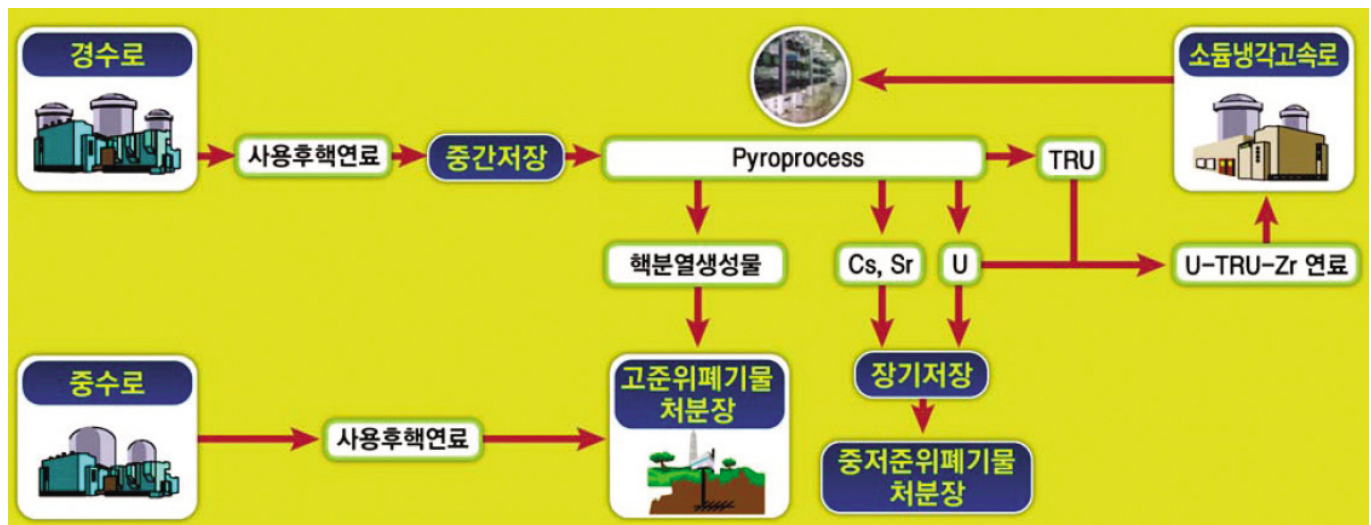 경수로
소듐냉각고속로
사용후핵연료
중간저장
Pyroprocess
TRU
핵분열생성물
Cs, Sr
U
U-TRU-Zr 연료
중수로
사용후핵연료
고준위폐기물
처분장
장기저장
중저준위폐기물
처분장